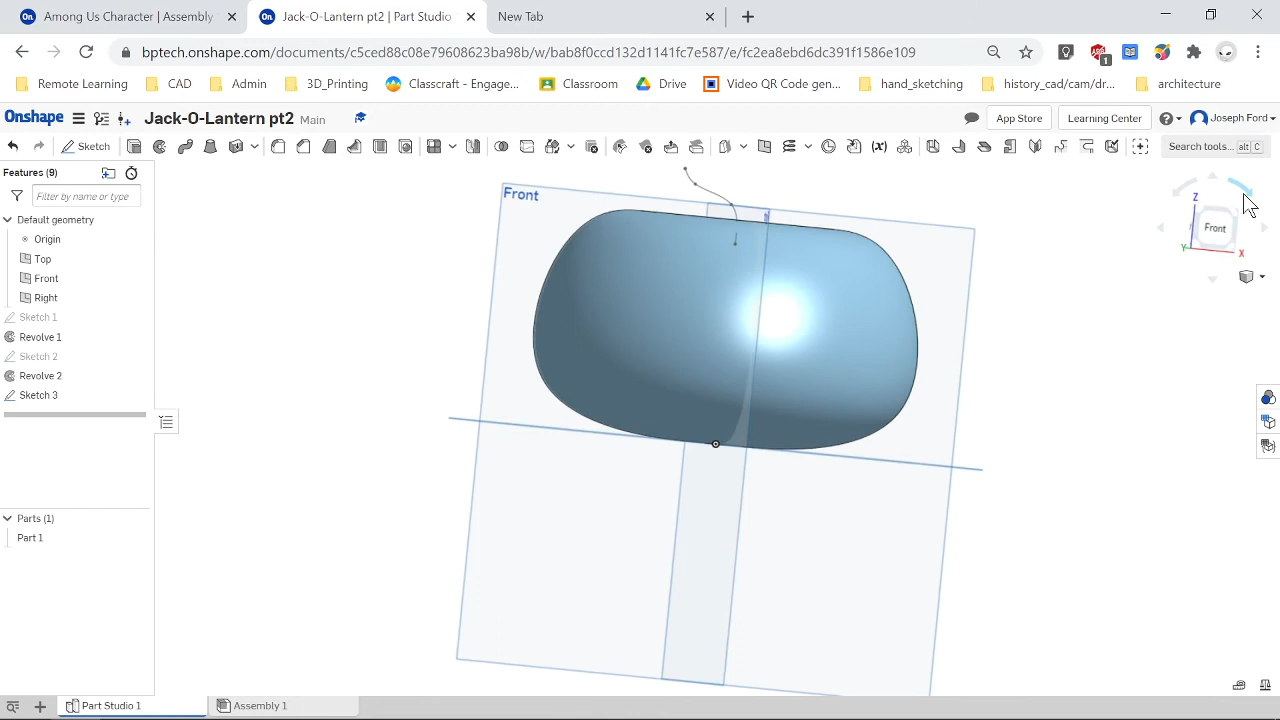 Among Us Character | Assembly
Jack-O-Lantern pt2 | Part Studio
New Tab
bptech.onshape.com/documents/c5ced88c08e79608623ba98b/w/bab8f0ccd132d1141fc7e587/e/fc2ea8ebd6dc391f1586e109
1
Remote Learning
CAD
Admin
3D_Printing
Classcraft - Engage...
Classroom
Drive
Video QR Code gen...
hand_sketching
history_cad/cam/dr...
architecture
Onshape
Jack-O-Lantern pt2 Main
App Store
Learning Center
Joseph Ford
Sketch
Search tools... alt C
Features (9)
Filter by name or type
Default geometry
Origin
Top
Front
Right
Sketch 1
Revolve 1
Sketch 2
Revolve 2
Sketch 3
Parts (1)
Part 1
Front
Z
Front
Y
X
Part Studio 1
Assembly 1